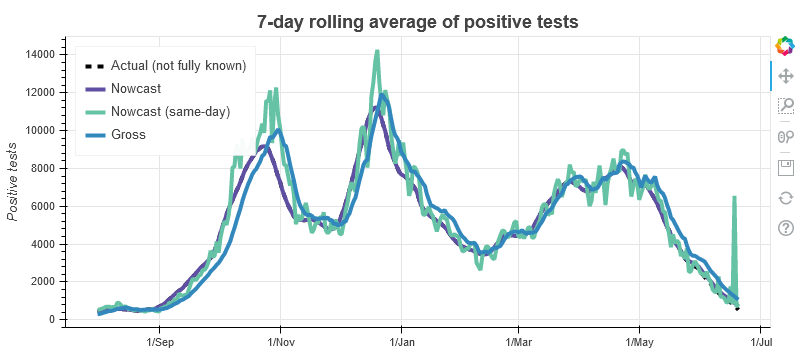 7-day rolling average of positive tests
Actual (not fully known)
Nowcast
Nowcast (same-day)
Gross
Positive tests
14000
12000
10000
8000
6000
4000
2000
0
1/Sep
1/Nov
1/Jan
1/Mar
1/May
1/Jul